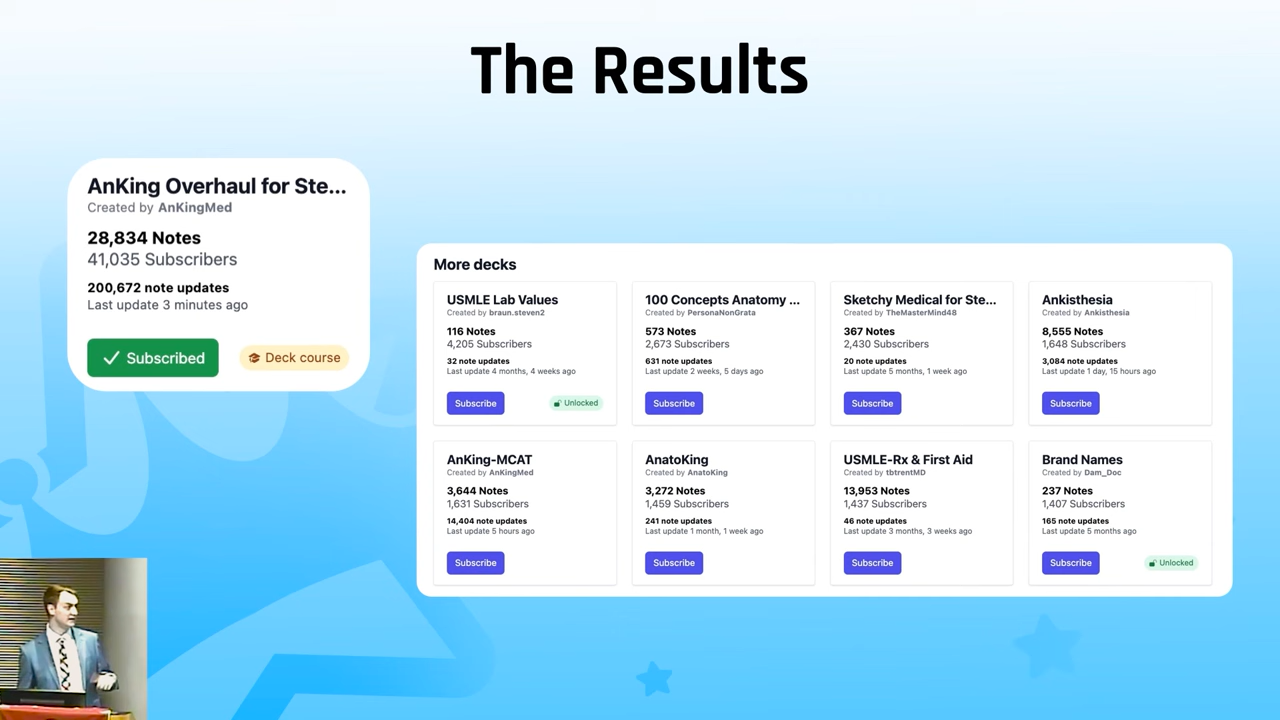 The Results
AnKing Overhaul for Ste...
Created by AnKingMed
28,834 Notes
41,035 Subscribers
200,672 note updates
Last update 3 minutes ago
Subscribed
Deck course
More decks
USMLE Lab Values
Created by braun.steven2
116 Notes
4,205 Subscribers
32 note updates
Last update 4 months, 4 weeks ago
Subscribe
Unlocked
100 Concepts Anatomy ...
Created by PersonaNonGrata
573 Notes
2,673 Subscribers
631 note updates
Last update 2 weeks, 5 days ago
Subscribe
Sketchy Medical for Ste...
Created by TheMasterMind48
367 Notes
2,430 Subscribers
20 note updates
Last update 5 months, 1 week ago
Subscribe
Ankisthesia
Created by Ankisthesia
8,555 Notes
1,648 Subscribers
3,084 note updates
Last update 1 day, 15 hours ago
Subscribe
AnKing-MCAT
Created by AnKingMed
3,644 Notes
1,631 Subscribers
14,404 note updates
Last update 5 hours ago
Subscribe
AnatoKing
Created by AnatoKing
3,272 Notes
1,459 Subscribers
241 note updates
Last update 1 month, 1 week ago
Subscribe
USMLE-Rx & First Aid
Created by tbtrentMD
13,953 Notes
1,437 Subscribers
46 note updates
Last update 3 months, 3 weeks ago
Subscribe
Brand Names
Created by Dam_Doc
237 Notes
1,407 Subscribers
165 note updates
Last update 5 months ago
Subscribe
Unlocked